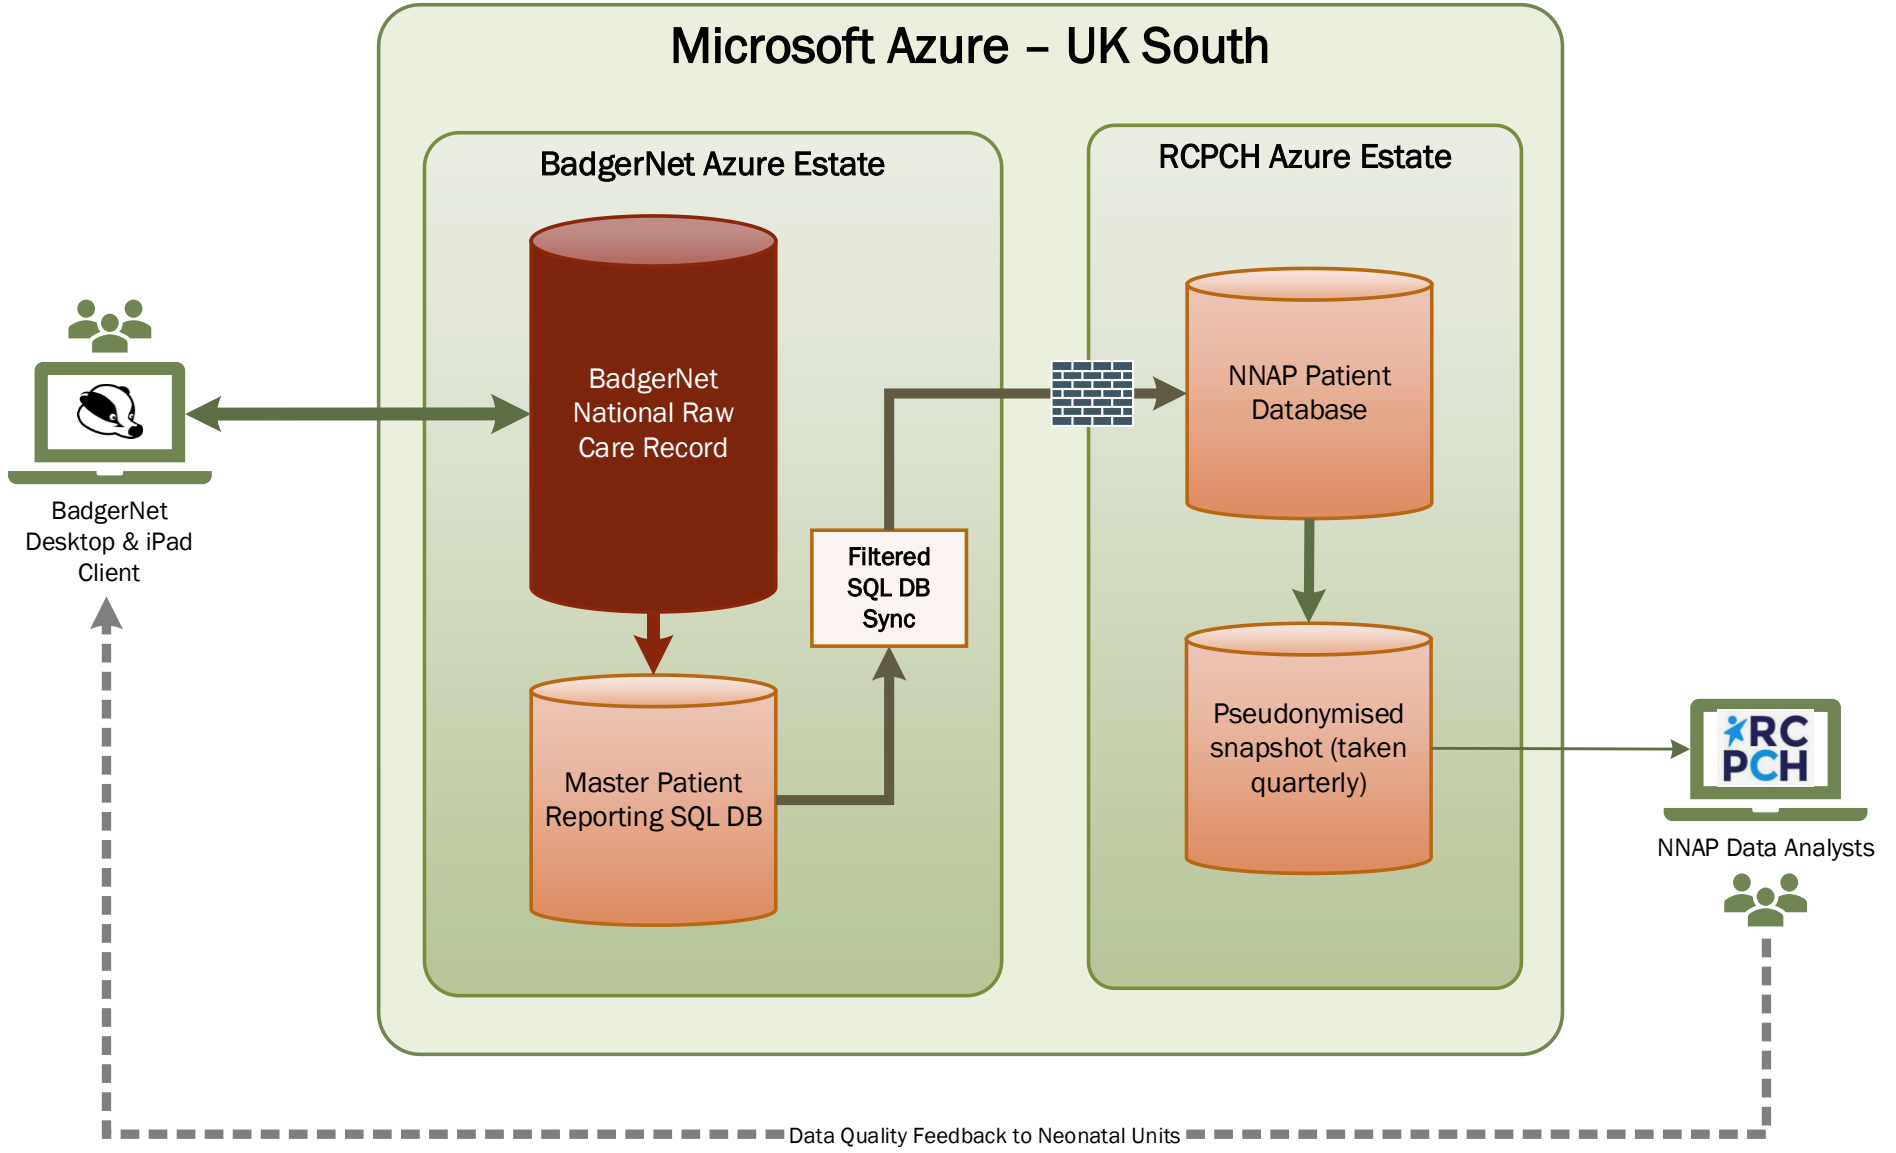 Microsoft Azure – UK South
BadgerNet Azure Estate
RCPCH Azure Estate
BadgerNet
National Raw
Care Record
NNAP Patient
Database
BadgerNet
Desktop & iPad
Client
Filtered
SQL DB
Sync
Master Patient
Reporting SQL DB
Pseudonymised
snapshot (taken
quarterly)
RC
PCH
NNAP Data Analysts
Data Quality Feedback to Neonatal Units